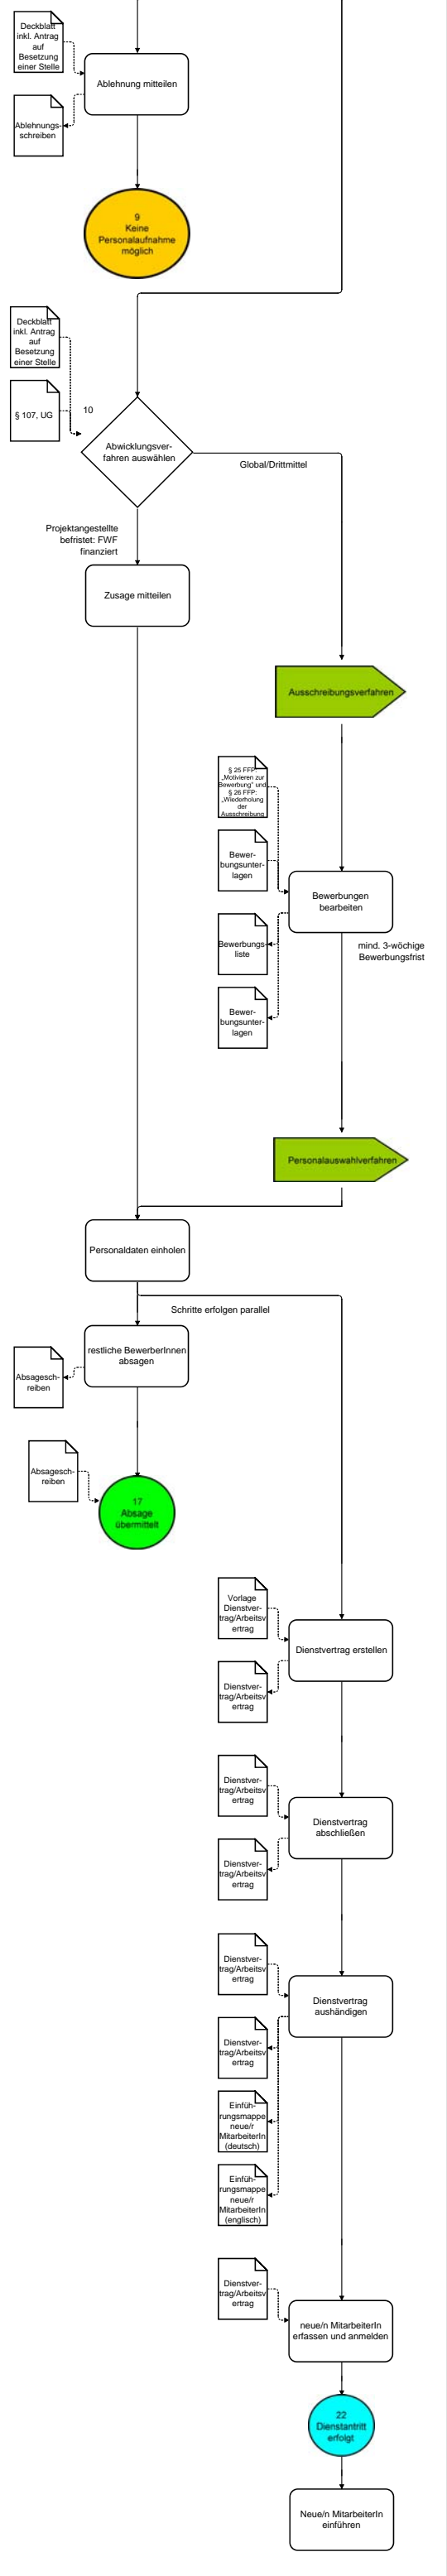 Deckblatt
inkl. Antrag
auf
Besetzung
einer Stelle
Ablehnung mitteilen
Ablehnungs-
schreiben
9
Keine
Personalaufnahme
möglich
Deckblatt
inkl. Antrag
auf
Besetzung
einer Stelle
§ 107, UG
10
Abwicklungsver-
fahren auswählen
Global/Drittmittel
Projektangestellte
befristet: FWF
finanziert
Zusage mitteilen
Ausschreibungsverfahren
§ 25 FFP:
„Motivieren zur
Bewerbung" und
§ 26 FFP:
„Wiederholung
der
Ausschreibung
Bewer-
bungsunter-
lagen
Bewerbungen
bearbeiten
Bewerbungs-
liste
mind. 3-wöchige
Bewerbungsfrist
Bewer-
bungsunter-
lagen
Personalauswahlverfahren
Personaldaten einholen
Schritte erfolgen parallel
restliche BewerberInnen
absagen
Absagesch-
reiben
Absagesch-
reiben
17
Absage
übermittelt
Vorlage
Dienstver-
trag/Arbeitsv
ertrag
Dienstvertrag erstellen
Dienstver-
trag/Arbeitsv
ertrag
Dienstver-
trag/Arbeitsv
ertrag
Dienstvertrag
abschließen
Dienstver-
trag/Arbeitsv
ertrag
Dienstver-
trag/Arbeitsv
ertrag
Dienstvertrag
aushändigen
Dienstver-
trag/Arbeitsv
ertrag
Einfüh-
rungsmappe
neue/r
MitarbeiterIn
(deutsch)
Einfüh-
rungsmappe
neue/r
MitarbeiterIn
(englisch)
Dienstver-
trag/Arbeitsv
ertrag
neue/n MitarbeiterIn
erfassen und anmelden
22
Dienstantritt
erfolgt
Neue/n MitarbeiterIn
einführen